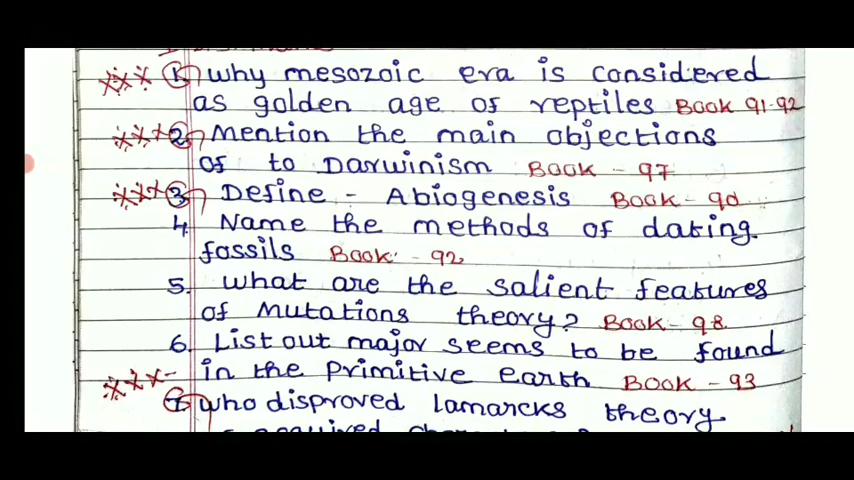 1. why mesozoic era is considered
as golden age of reptiles Book 91-92
2. Mention the main objections
of to Darwinism Book - 97
3. Define - Abiogenesis Book - 90
4. Name the methods of dating
fossils Book - 92
5. what are the salient features
of mutations theory? Book - 98
6. List out major seems to be found
in the primitive earth Book - 93
7. who disproved lamarcks theory